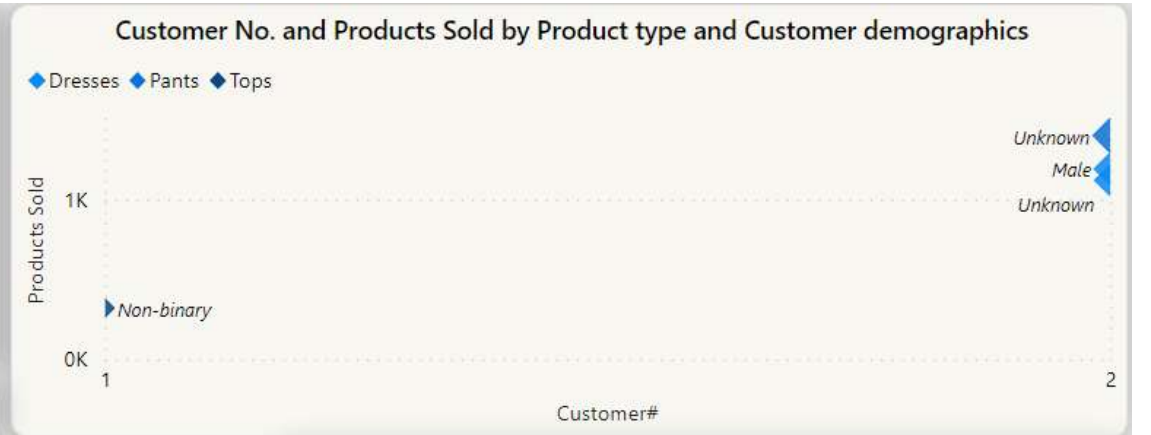 Customer No. and Products Sold by Product type and Customer demographics
Dresses Pants Tops
Unknown
Male
Unknown
Products Sold
1K
Non-binary
0K
1 2
Customer#